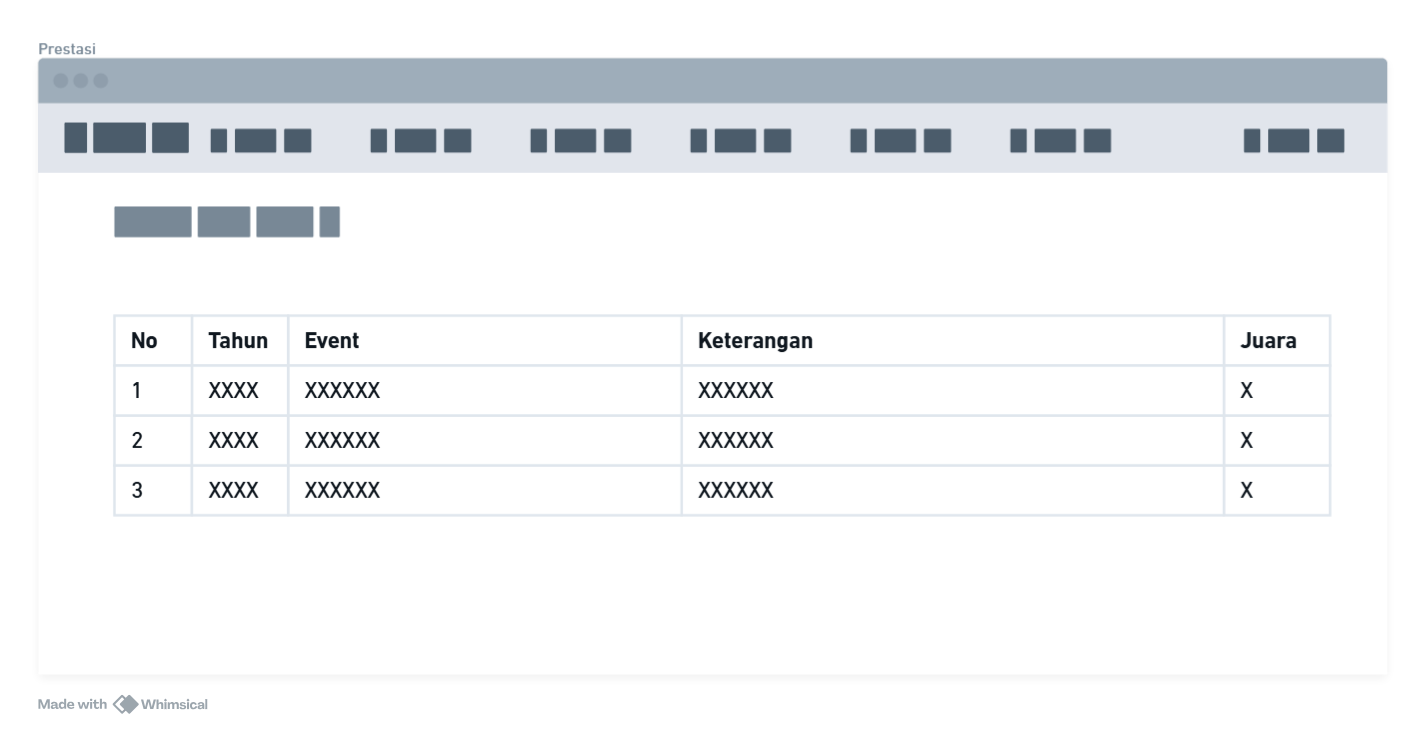 Prestasi
No Tahun Event Keterangan Juara
1 XXXX XXXXXX XXXXXX X
2 XXXX XXXXXX XXXXXX X
3 XXXX XXXXXX XXXXXX X
Made with Whimsical